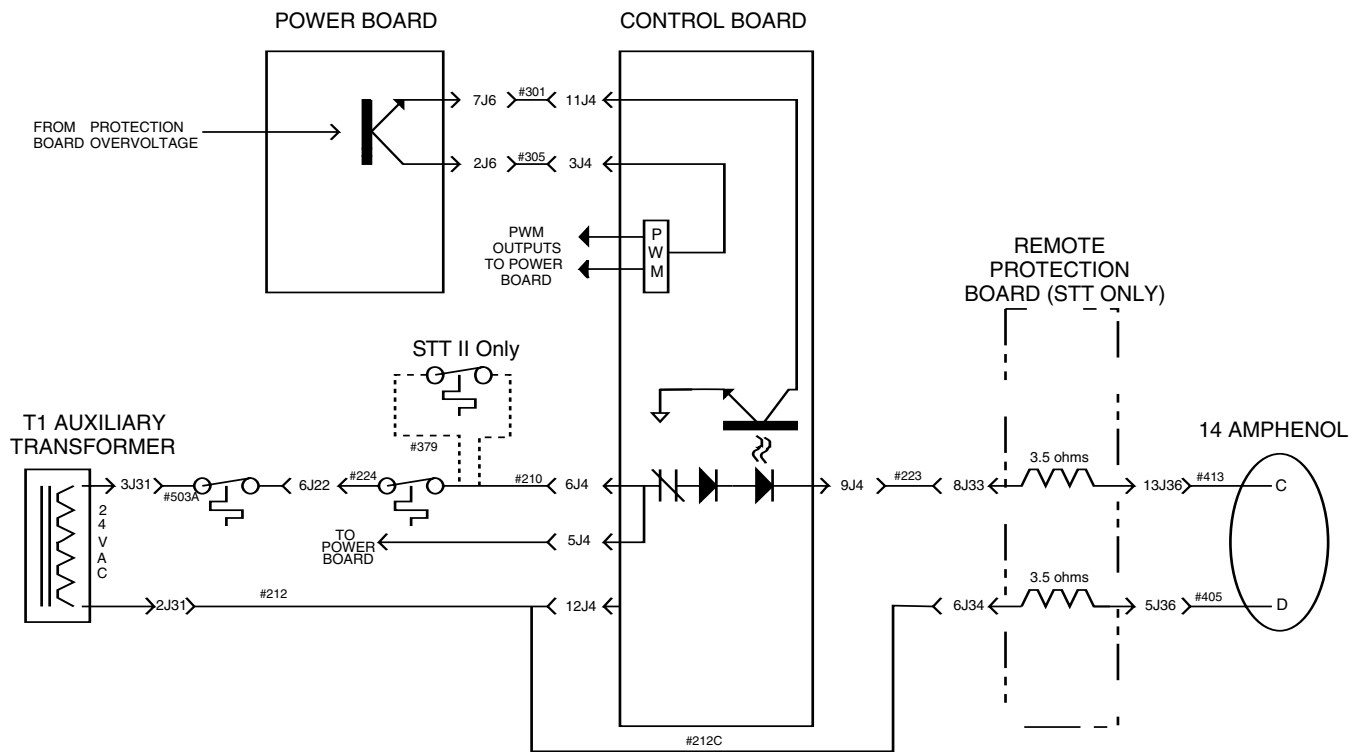 POWER BOARD
CONTROL BOARD
7J6
#301
11J4
FROM PROTECTION
BOARD OVERVOLTAGE
2J6
#305
3J4
PWM
OUTPUTS
TO POWER
BOARD
P
W
M
REMOTE
PROTECTION
BOARD (STT ONLY)
STT II Only
#379
T1 AUXILIARY
TRANSFORMER
14 AMPHENOL
3J31
#503A
6J22
#224
#210
6J4
9J4
#223
8J33
3.5 ohms
13J36
#413
C
2
4
V
A
C
TO
POWER
BOARD
5J4
2J31
#212
12J4
6J34
3.5 ohms
5J36
#405
D
#212C